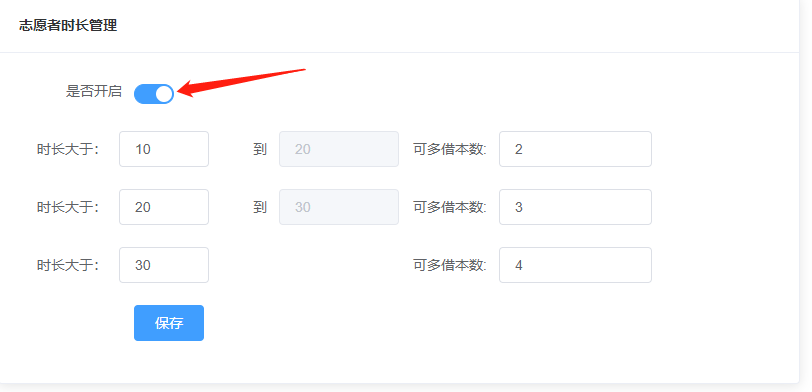 志愿者时长管理
是否开启
时长大于： 10 到 20 可多借本数: 2
时长大于： 20 到 30 可多借本数: 3
时长大于： 30 可多借本数: 4
保存